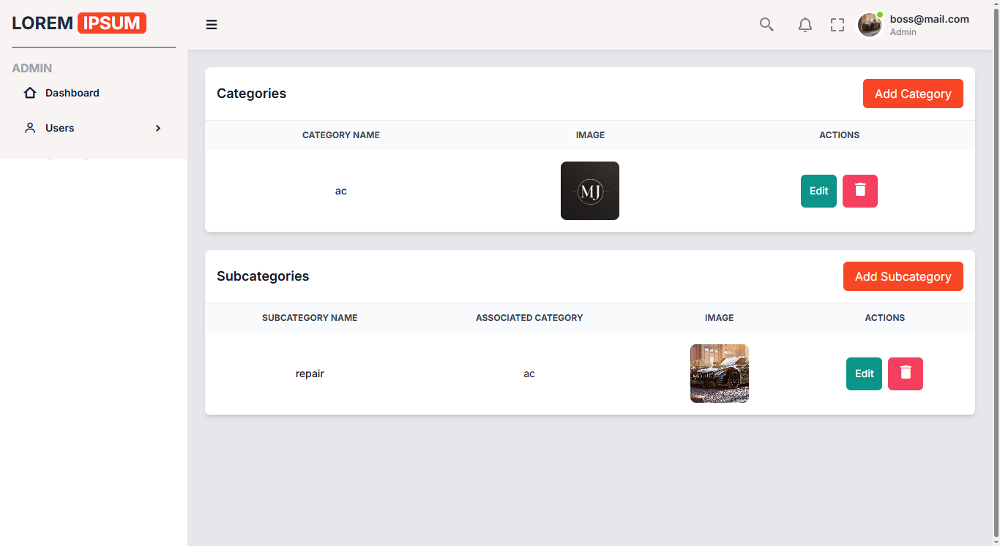 LOREM IPSUM
boss@mail.com
Admin
ADMIN
Dashboard
Users
Categories
Add Category
CATEGORY NAME IMAGE ACTIONS
ac MJ Edit
Subcategories
Add Subcategory
SUBCATEGORY NAME ASSOCIATED CATEGORY IMAGE ACTIONS
repair ac Edit